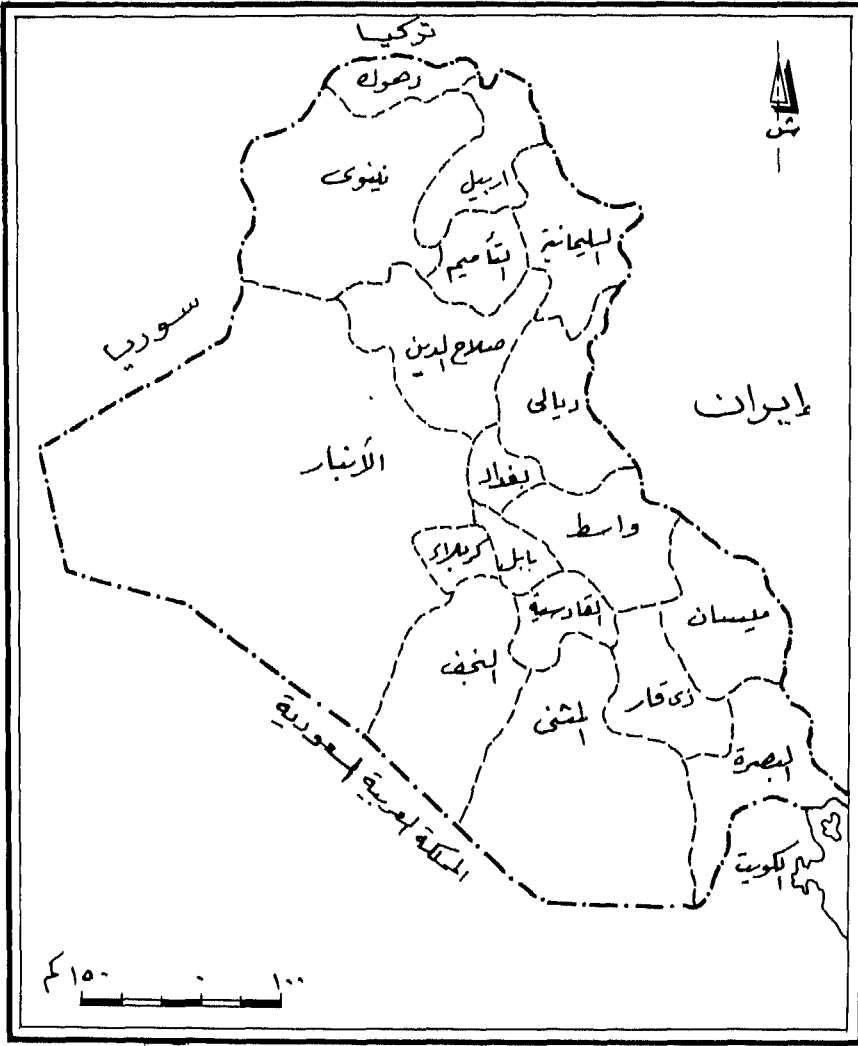 تركيا
دهوك
ش
نينوى
اربيل
السليمانية
التأميم
سوريا
صلاح الدين
ديالى
إيران
الأنبار
بغداد
واسط
كربلاء
بابل
القادسية
ميسان
النجف
ذي قار
المثنى
البصرة
المملكة العربية السعودية
الكويت
١٥٠ كم
٠
١٠٠